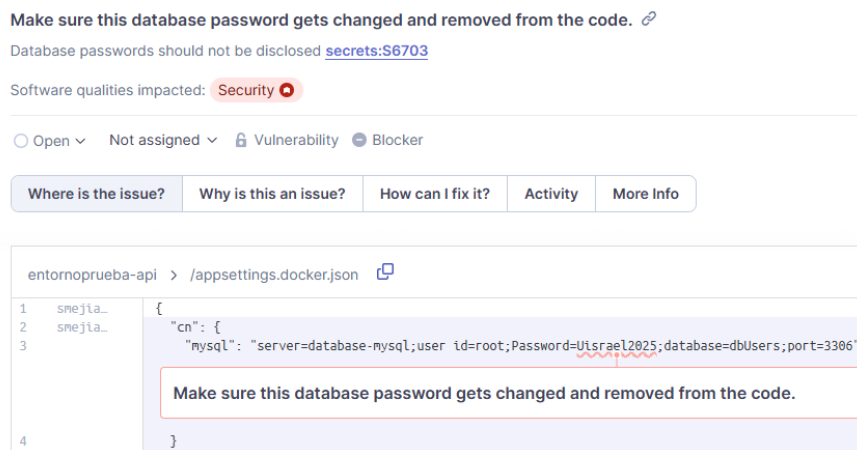 Make sure this database password gets changed and removed from the code.
Database passwords should not be disclosed secrets:S6703
Software qualities impacted: Security
Open Not assigned Vulnerability Blocker
Where is the issue? Why is this an issue? How can I fix it? Activity More Info
entornoprueba-api > /appsettings.docker.json
1 smejia… {
2 smejia… "cn": {
3 "mysql": "server=database-mysql;user id=root;Password=Uisrael2025;database=dbUsers;port=3306"
Make sure this database password gets changed and removed from the code.
4 }